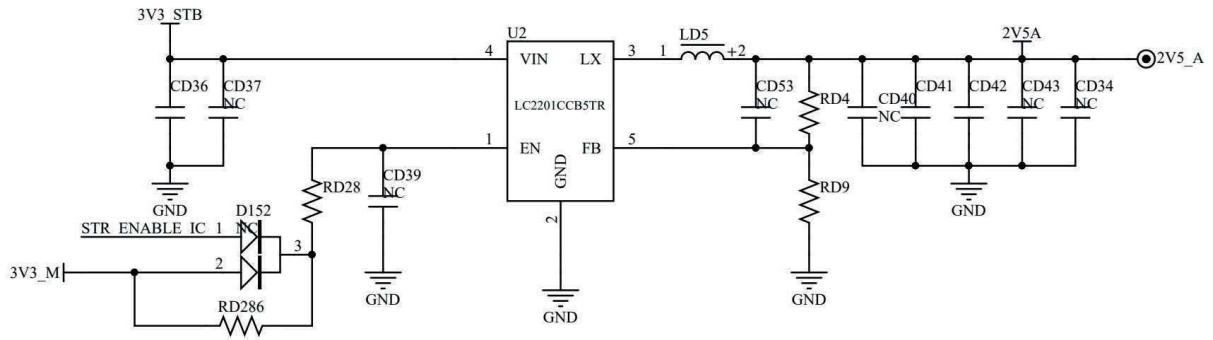 3V3_STB
U2
LD5
2V5A
4
VIN
LX
3
1
+2
2V5_A
CD36
CD37
NC
LC2201CCB5TR
CD53
NC
RD4
CD40
NC
CD41
CD42
CD43
NC
CD34
NC
1
EN
FB
5
GND
RD28
CD39
NC
GND
RD9
GND
2
D152
NC
STR_ENABLE_IC
1
3
3V3_M
2
GND
GND
GND
RD286